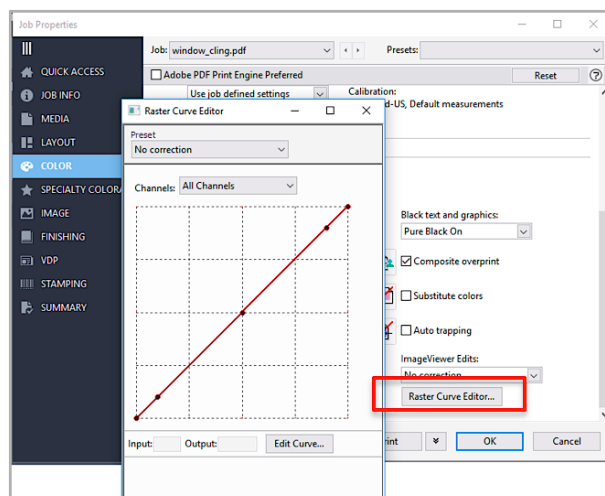 Job Properties
Job: window_cling.pdf
Presets:
QUICK ACCESS
JOB INFO
MEDIA
LAYOUT
COLOR
SPECIALTY COLOR
IMAGE
FINISHING
VDP
STAMPING
SUMMARY
Adobe PDF Print Engine Preferred
Reset
?
Use job defined settings
Calibration:
d-US, Default measurements
Raster Curve Editor
Preset
No correction
Channels: All Channels
Input:
Output:
Edit Curve...
Black text and graphics:
Pure Black On
Composite overprint
Substitute colors
Auto trapping
ImageViewer Edits:
No correction
Raster Curve Editor...
int
OK
Cancel